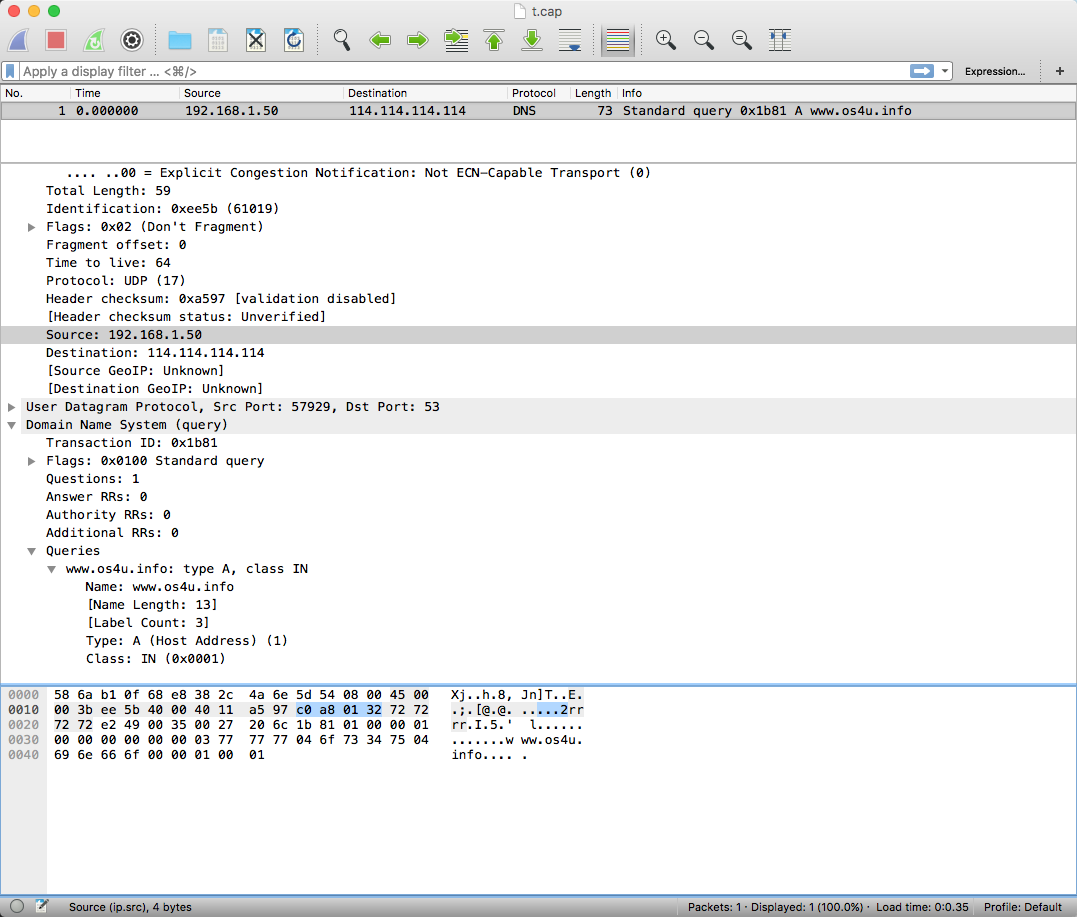 t.cap
Apply a display filter ... <⌘/>
Expression...
+
No. Time Source Destination Protocol Length Info
1 0.000000 192.168.1.50 114.114.114.114 DNS 73 Standard query 0x1b81 A www.os4u.info
.... ..00 = Explicit Congestion Notification: Not ECN-Capable Transport (0)
Total Length: 59
Identification: 0xee5b (61019)
Flags: 0x02 (Don't Fragment)
Fragment offset: 0
Time to live: 64
Protocol: UDP (17)
Header checksum: 0xa597 [validation disabled]
[Header checksum status: Unverified]
Source: 192.168.1.50
Destination: 114.114.114.114
[Source GeoIP: Unknown]
[Destination GeoIP: Unknown]
User Datagram Protocol, Src Port: 57929, Dst Port: 53
Domain Name System (query)
Transaction ID: 0x1b81
Flags: 0x0100 Standard query
Questions: 1
Answer RRs: 0
Authority RRs: 0
Additional RRs: 0
Queries
www.os4u.info: type A, class IN
Name: www.os4u.info
[Name Length: 13]
[Label Count: 3]
Type: A (Host Address) (1)
Class: IN (0x0001)
0000 58 6a b1 0f 68 e8 38 2c 4a 6e 5d 54 08 00 45 00 Xj..h.8, Jn]T..E.
0010 00 3b ee 5b 40 00 40 11 a5 97 c0 a8 01 32 72 72 .;.[@.@. .....2rr
0020 72 72 e2 49 00 35 00 27 20 6c 1b 81 01 00 00 01 rr.I.5.' l......
0030 00 00 00 00 00 00 03 77 77 77 04 6f 73 34 75 04 .......w ww.os4u.
0040 69 6e 66 6f 00 00 01 00 01 info.... .
Source (ip.src), 4 bytes
Packets: 1 · Displayed: 1 (100.0%) · Load time: 0:0.35
Profile: Default